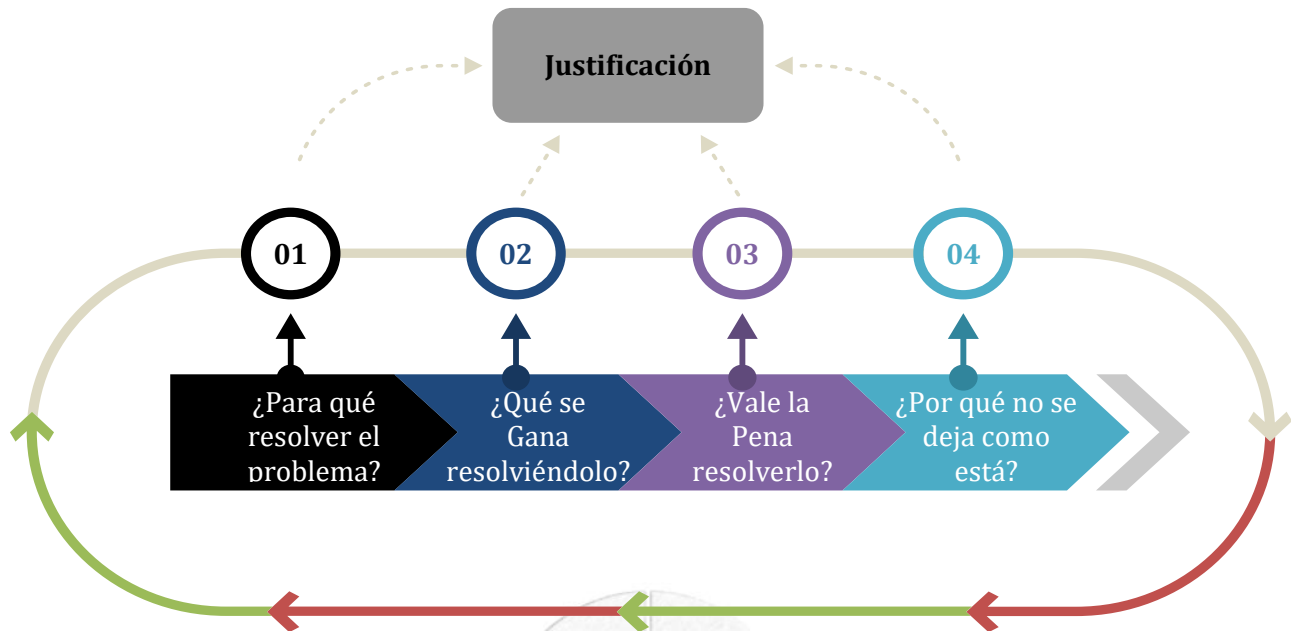 Justificación
01
02
03
04
¿Para qué
resolver el
problema?
¿Qué se
Gana
resolviéndolo?
¿Vale la
Pena
resolverlo?
¿Por qué no se
deja como
está?